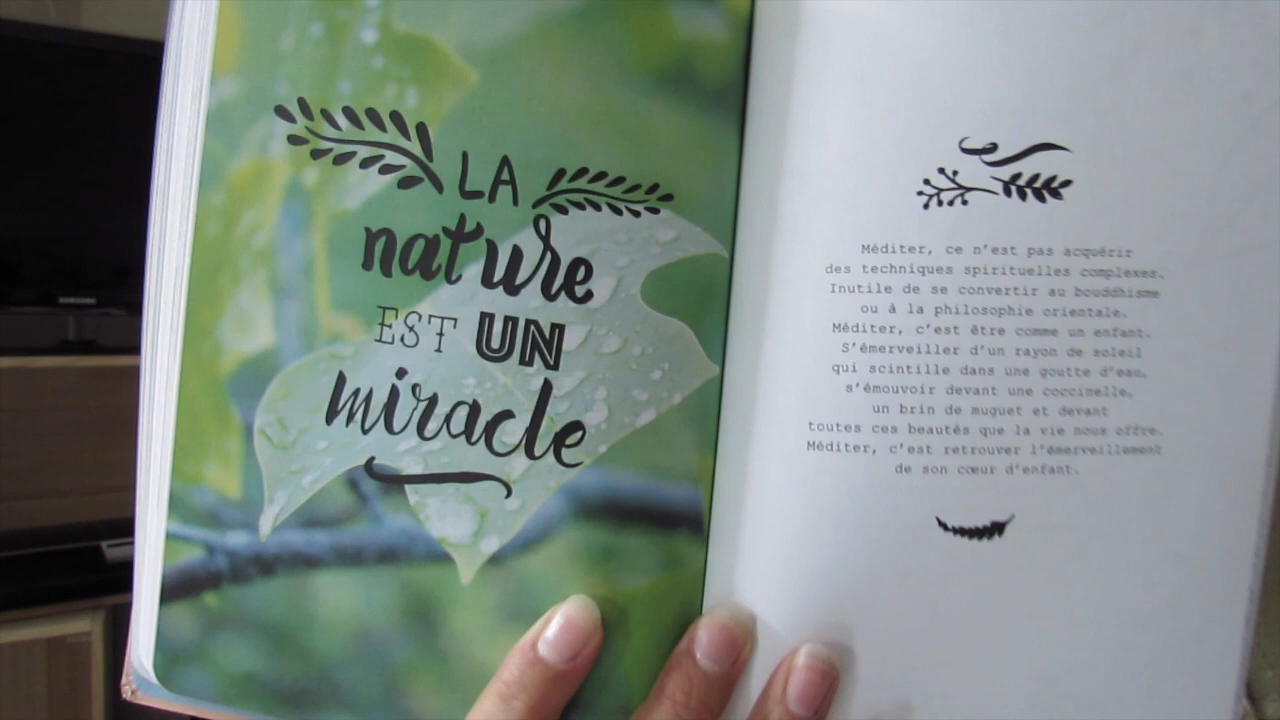 SAMSUNG
LA
nature
EST UN
miracle
Méditer, ce n'est pas acquérir
des techniques spirituelles complexes.
Inutile de se convertir au bouddhisme
ou à la philosophie orientale.
Méditer, c'est être comme un enfant.
S'émerveiller d'un rayon de soleil
qui scintille dans une goutte d'eau,
s'émouvoir devant une coccinelle,
un brin de muguet et devant
toutes ces beautés que la vie nous offre.
Méditer, c'est retrouver l'émerveillement
de son cœur d'enfant.